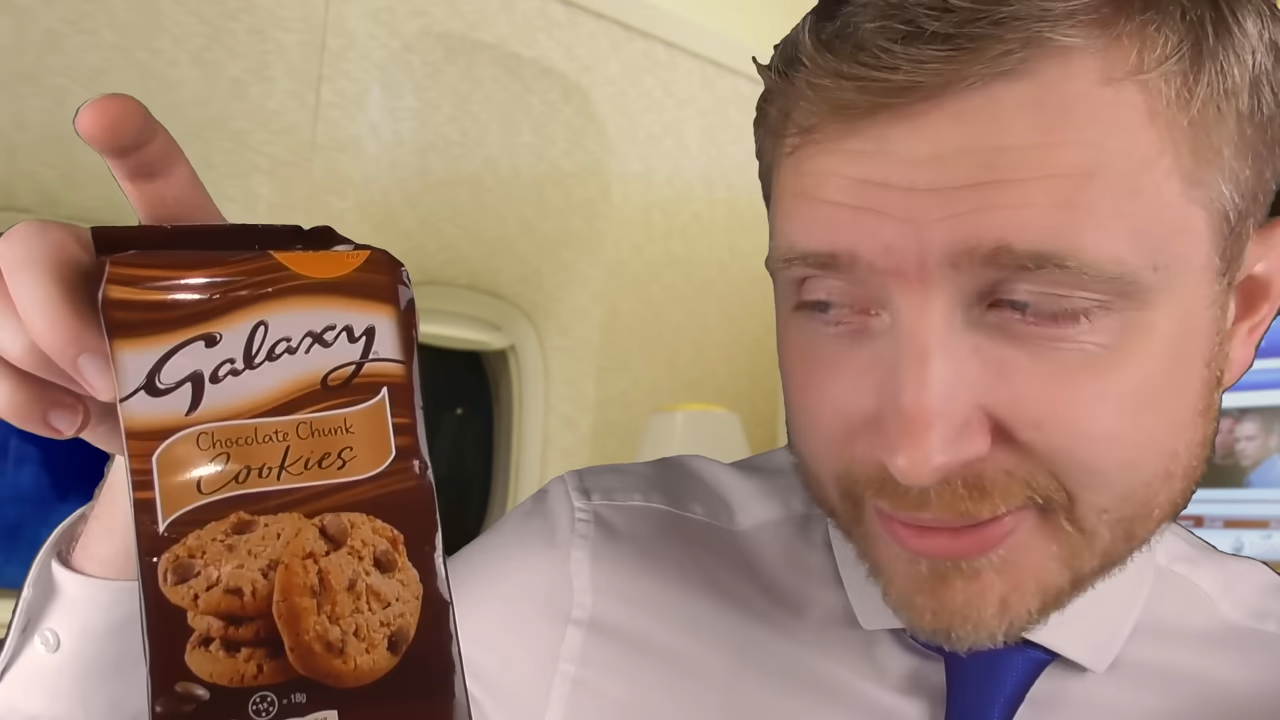 Galaxy
Chocolate Chunk
Cookies
= 18g